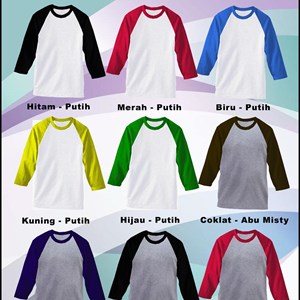 Hitam - Putih
Merah - Putih
Biru - Putih
Kuning - Putih
Hijau - Putih
Coklat - Abu Misty